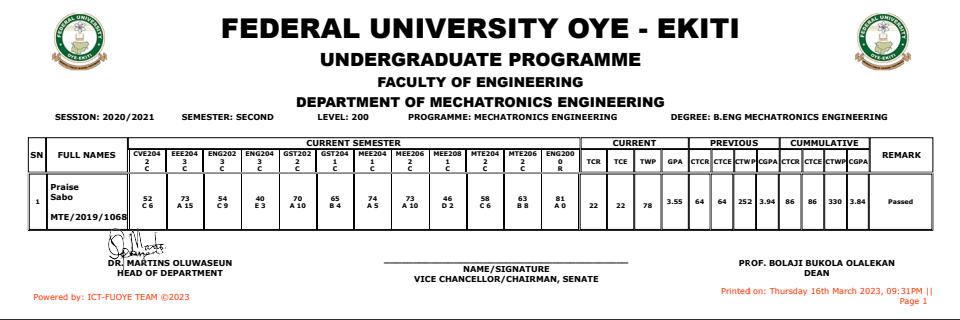 FEDERAL UNIVERSITY OYE - EKITI
UNDERGRADUATE PROGRAMME
FACULTY OF ENGINEERING
DEPARTMENT OF MECHATRONICS ENGINEERING
SESSION: 2020/2021 SEMESTER: SECOND LEVEL: 200 PROGRAMME: MECHATRONICS ENGINEERING DEGREE: B.ENG MECHATRONICS ENGINEERING
SN FULL NAMES CURRENT SEMESTER CURRENT PREVIOUS CUMMULATIVE REMARK
CVE204 EEE204 ENG202 ENG204 GST202 GST204 MEE204 MEE206 MEE208 MTE204 MTE206 ENG200 TCR TCE TWP GPA CTCR CTCE CTWP CGPA CTCR CTCE CTWP CGPA
2 3 3 3 2 1 1 2 1 2 2 0
C C C C C C C C C C C R
1 Praise Sabo MTE/2019/1068
52 73 54 40 70 65 74 73 46 58 63 81
C 6 A 15 C 9 E 3 A 10 B 4 A 5 A 10 D 2 C 6 B 8 A 0
22 22 78 3.55 64 64 252 3.94 86 86 330 3.84 Passed
DR. MARTINS OLUWASEUN
HEAD OF DEPARTMENT
NAME/SIGNATURE
VICE CHANCELLOR/CHAIRMAN, SENATE
PROF. BOLAJI BUKOLA OLALEKAN
DEAN
Powered by: ICT-FUOYE TEAM ©2023
Printed on: Thursday 16th March 2023, 09:31PM ||
Page 1